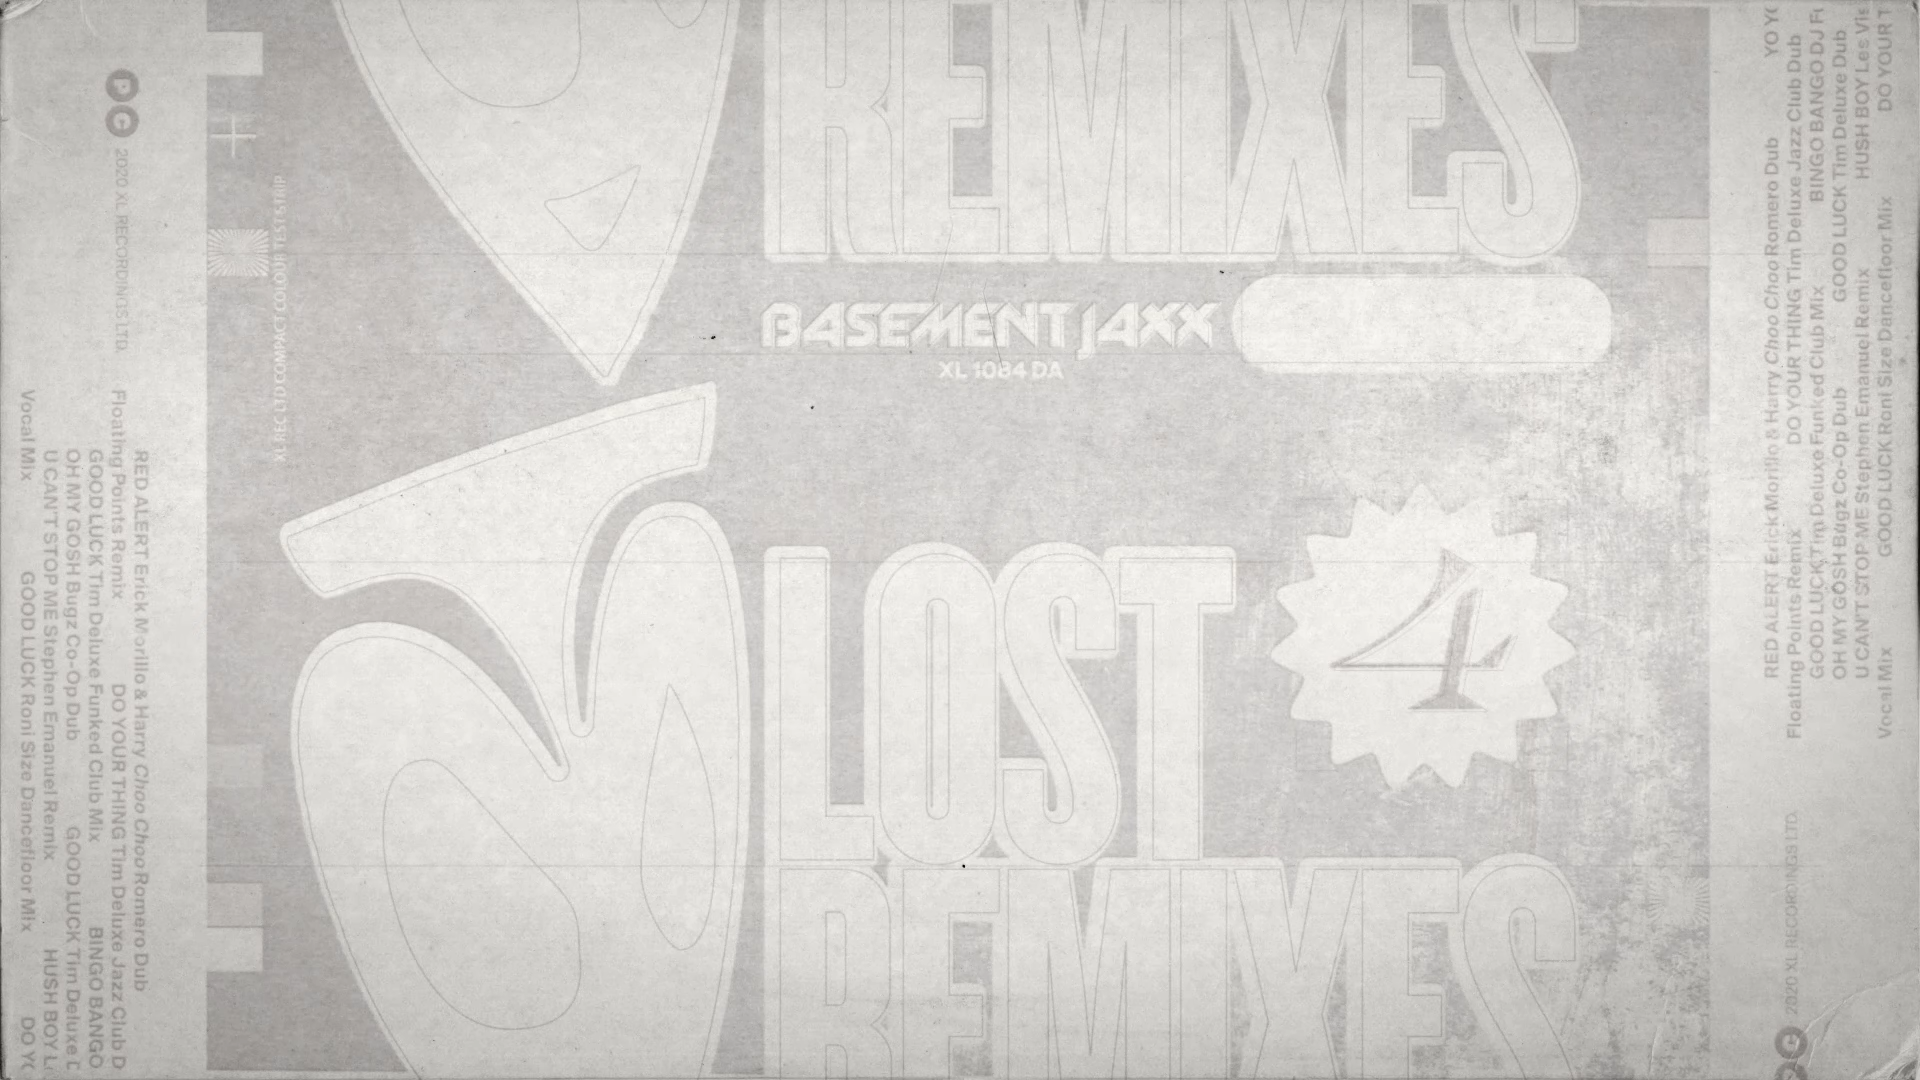 REMIXES
BASEMENT JAXX
XL 1084 DA
LOST
4
REMIXES
P C 2020 XL RECORDINGS LTD.
XL REC LTD COMPACT COLOUR TEST STRIP
RED ALERT Erick Morillo & Harry Choo Choo Romero Dub
Floating Points Remix DO YOUR THING Tim Deluxe Jazz Club D
GOOD LUCK Tim Deluxe Funked Club Mix BINGO BANGO
OH MY GOSH Bugz Co-Op Dub GOOD LUCK Tim Deluxe
U CAN'T STOP ME Stephen Emanuel Remix HUSH BOY
Vocal Mix GOOD LUCK Roni Size Dancefloor Mix DO
RED ALERT Erick Morillo & Harry Choo Choo Romero Dub YO
Floating Points Remix DO YOUR THING Tim Deluxe Jazz Club Dub
GOOD LUCK Tim Deluxe Funked Club Mix BINGO BANGO DJ
OH MY GOSH Bugz Co-Op Dub GOOD LUCK Tim Deluxe Dub
U CAN'T STOP ME Stephen Emanuel Remix HUSH BOY Les
Vocal Mix GOOD LUCK Roni Size Dancefloor Mix DO YOUR T
C 2020 XL RECORDINGS LTD.